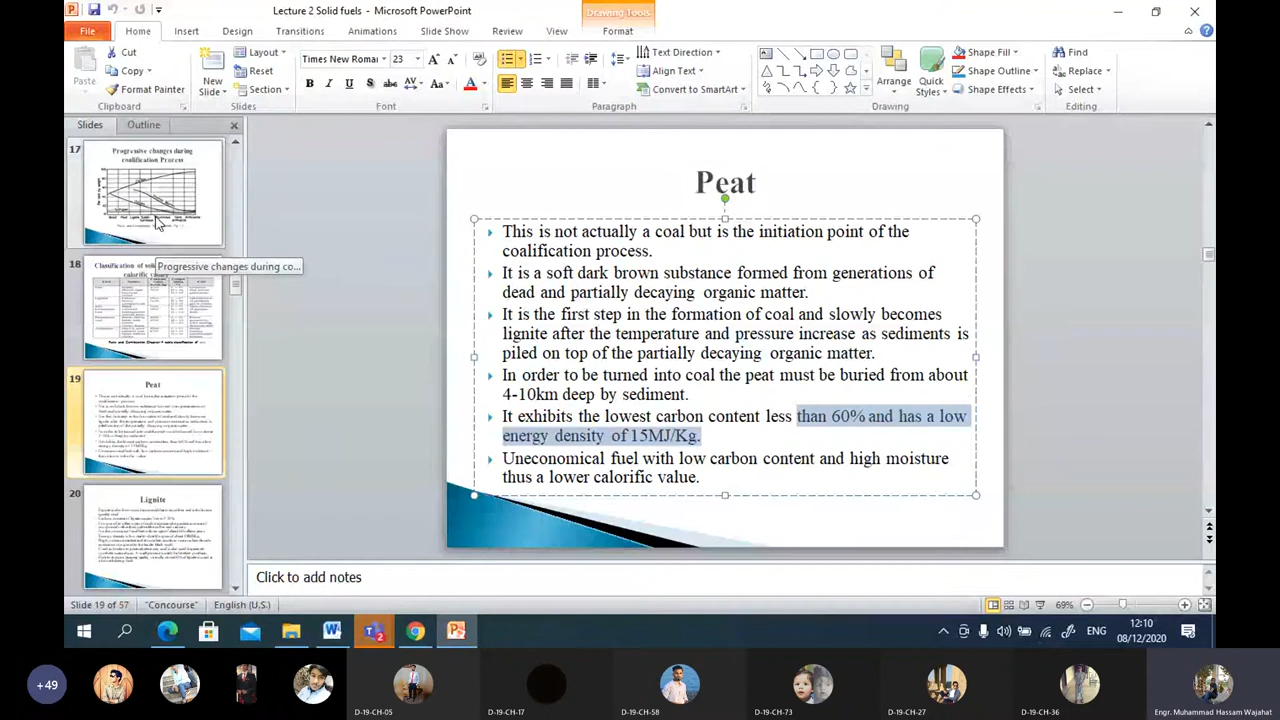 Lecture 2 Solid fuels - Microsoft PowerPoint
Drawing Tools
File
Home
Insert
Design
Transitions
Animations
Slide Show
Review
View
Format
Paste
Cut
Copy
Format Painter
Clipboard
New
Slide
Layout
Reset
Section
Slides
Times New Romai
23
Font
Text Direction
Align Text
Convert to SmartArt
Paragraph
Arrange
Quick
Styles
Shape Fill
Shape Outline
Shape Effects
Drawing
Find
Replace
Select
Editing
Slides
Outline
17
Progressive changes during
coalification Process
Progressive changes during co...
18
Classification of
calorific
19
Peat
20
Lignite
Peat
This is not actually a coal but is the initiation point of the
coalification process.
It is a soft dark brown substance formed from generations of
dead and partially decaying organic matter.
It is the first step in the formation of coal and slowly becomes
lignite after the temperature and pressure increase as sediments is
piled on top of the partially decaying organic matter.
In order to be turned into coal the peat must be buried from about
4-10km deep by sediment.
It exhibits the lowest carbon content less than 60% and has a low
energy density of 15MJ/Kg.
Uneconomical fuel with low carbon content of high moisture
thus a lower calorific value.
Click to add notes
Slide 19 of 57
"Concourse"
English (U.S.)
69%
2
ENG
12:10
08/12/2020
+49
D-19-CH-05
D-19-CH-17
D-19-CH-58
D-19-CH-73
D-19-CH-27
D-19-CH-36
Engr. Muhammad Hassam Wajahat